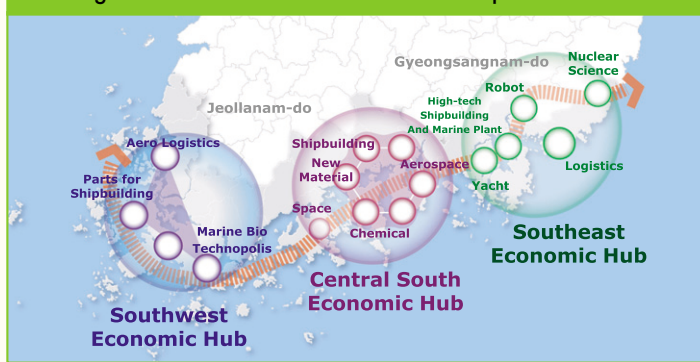 Gyeongsangnam-do
Nuclear
Science
Robot
Jeollanam-do
High-tech
Shipbuilding
And Marine Plant
Aero Logistics
Shipbuilding
New
Material
Aerospace
Logistics
Parts for
Shipbuilding
Yacht
Space
Marine Bio
Technopolis
Chemical
Southeast
Economic Hub
Central South
Economic Hub
Southwest
Economic Hub